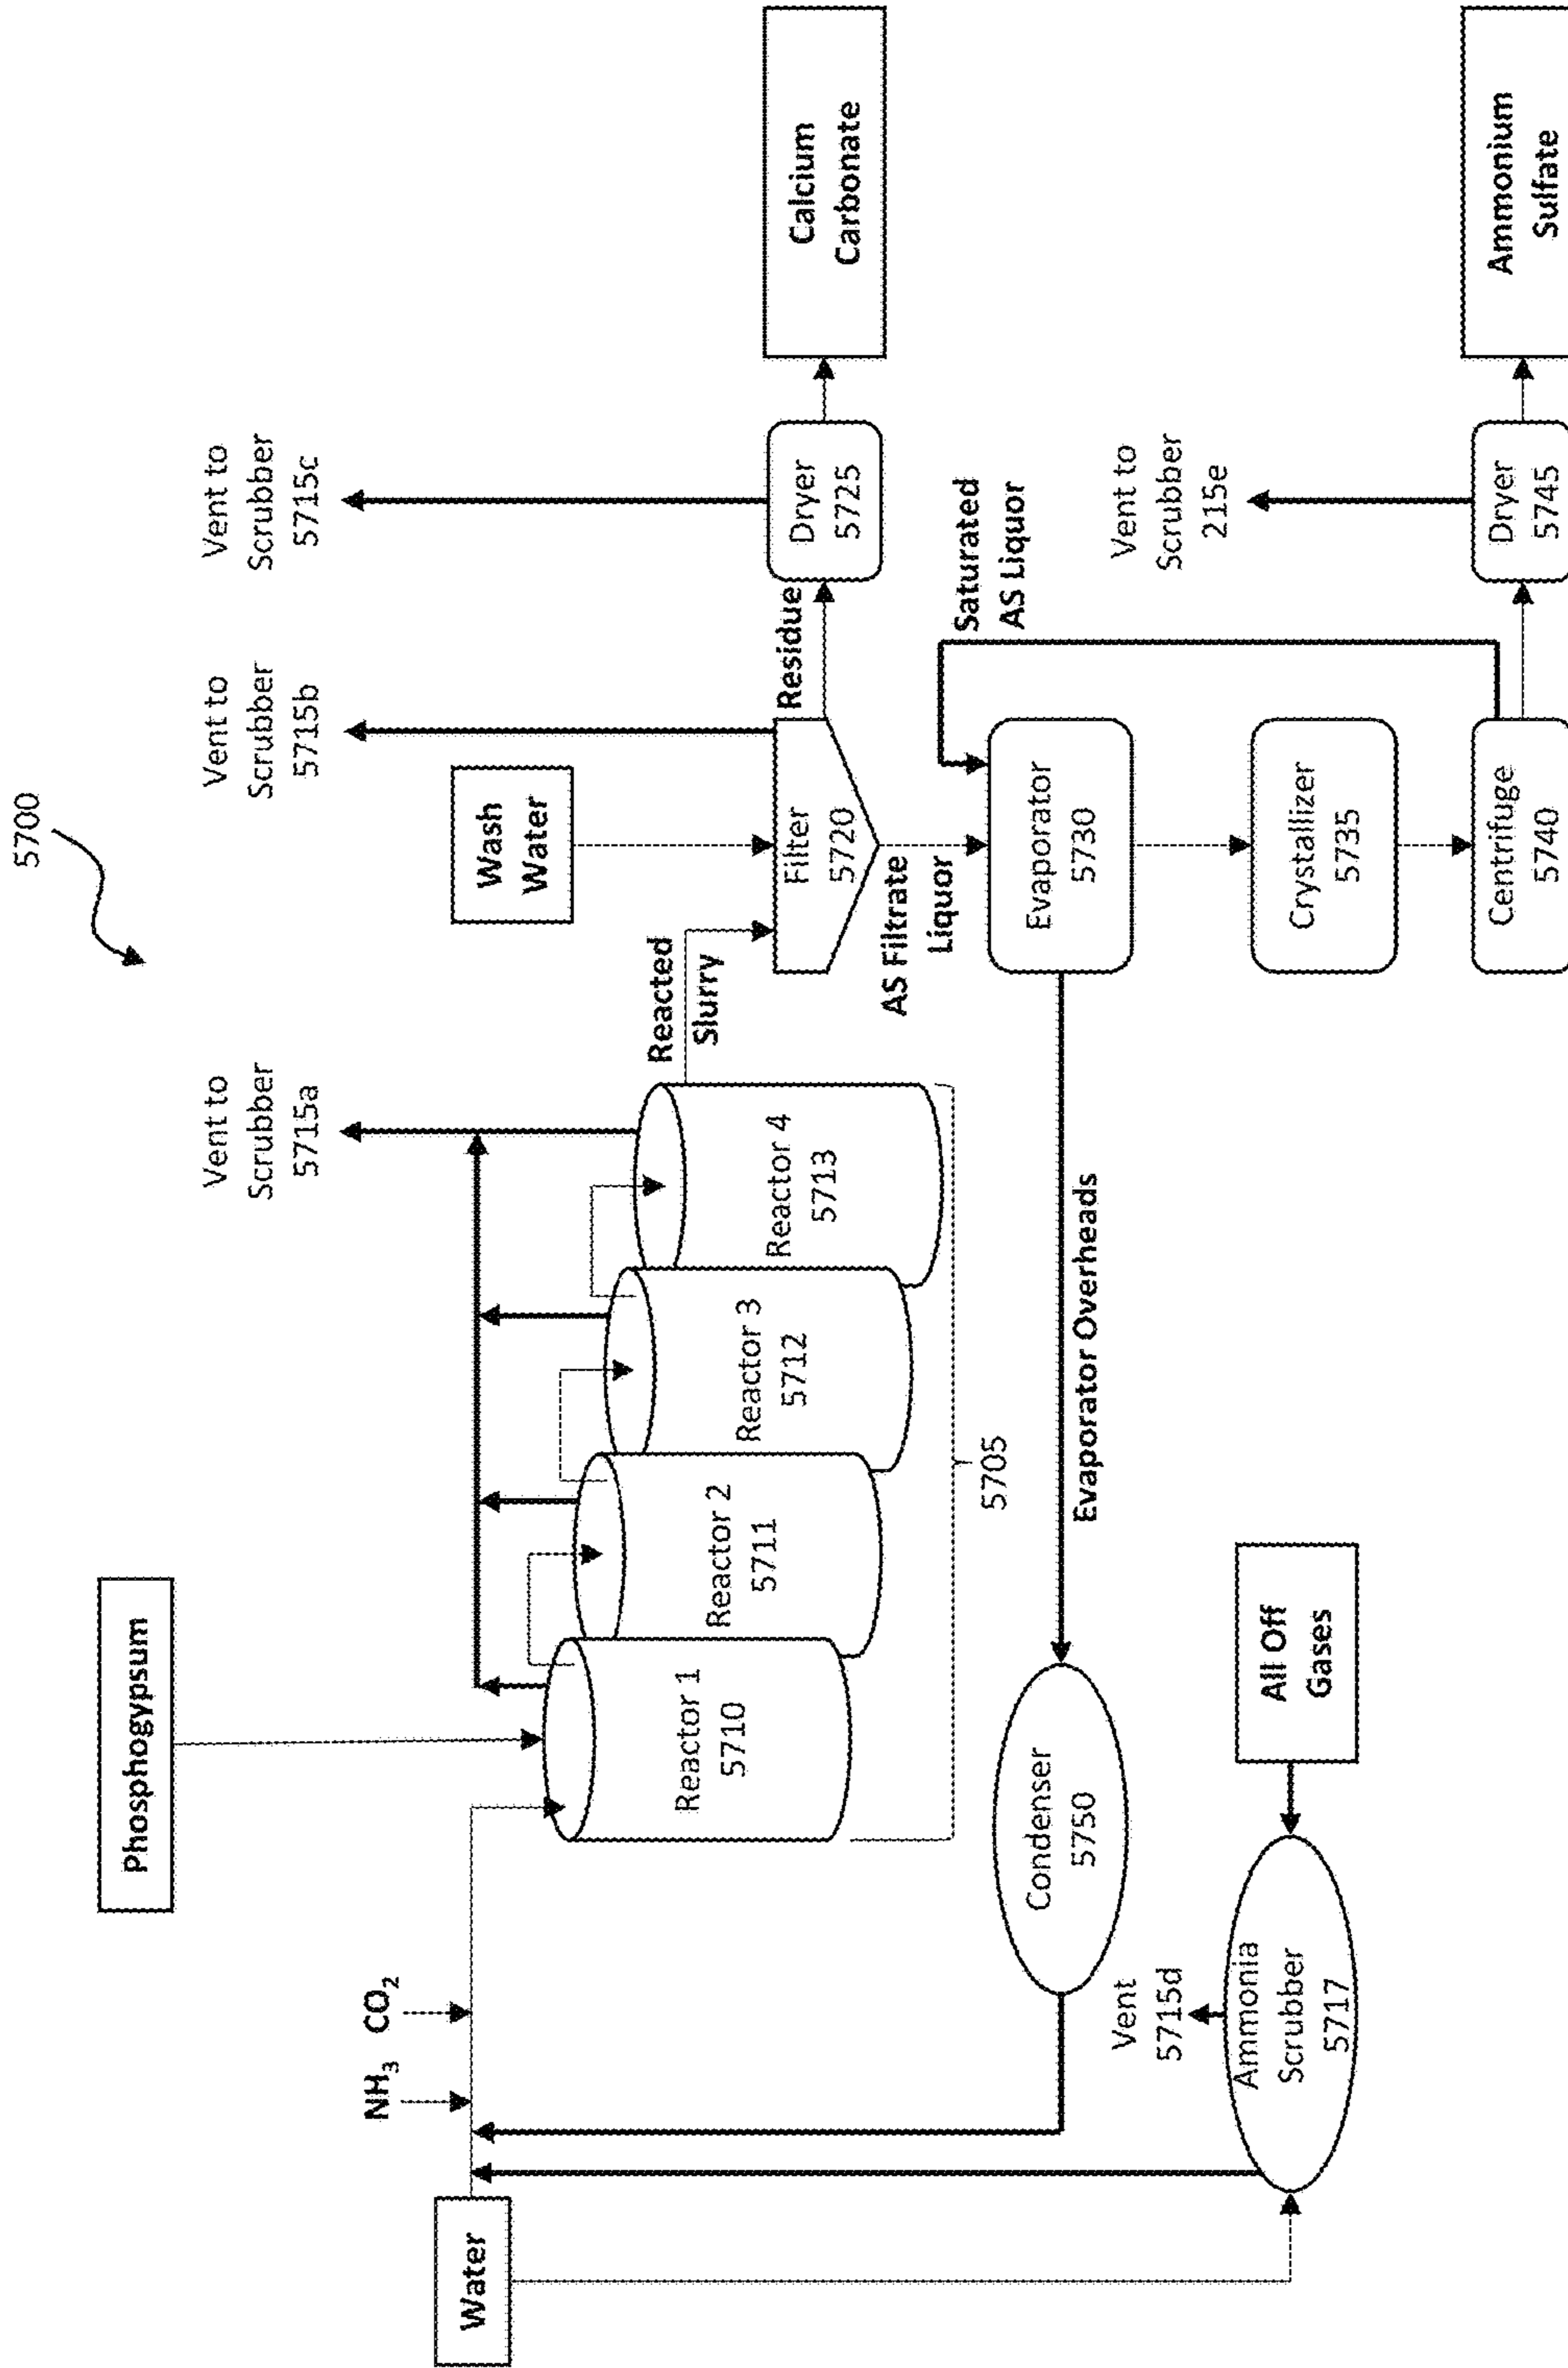 5700
Phosphogypsum
Water
NH3
CO2
Vent to
Scrubber
5715a
Vent to
Scrubber
5715b
Vent to
Scrubber
5715c
Reactor 1
5710
Reactor 2
5711
Reactor 3
5712
Reactor 4
5713
5705
Reacted
Slurry
Wash
Water
Filter
5720
Residue
Dryer
5725
Calcium
Carbonate
AS Filtrate
Liquor
Saturated
AS Liquor
Evaporator
5730
Evaporator Overheads
Condenser
5750
Crystallizer
5735
Centrifuge
5740
Vent to
Scrubber
215e
Dryer
5745
Ammonium
Sulfate
Vent
5715d
Ammonia
Scrubber
5717
All Off
Gases